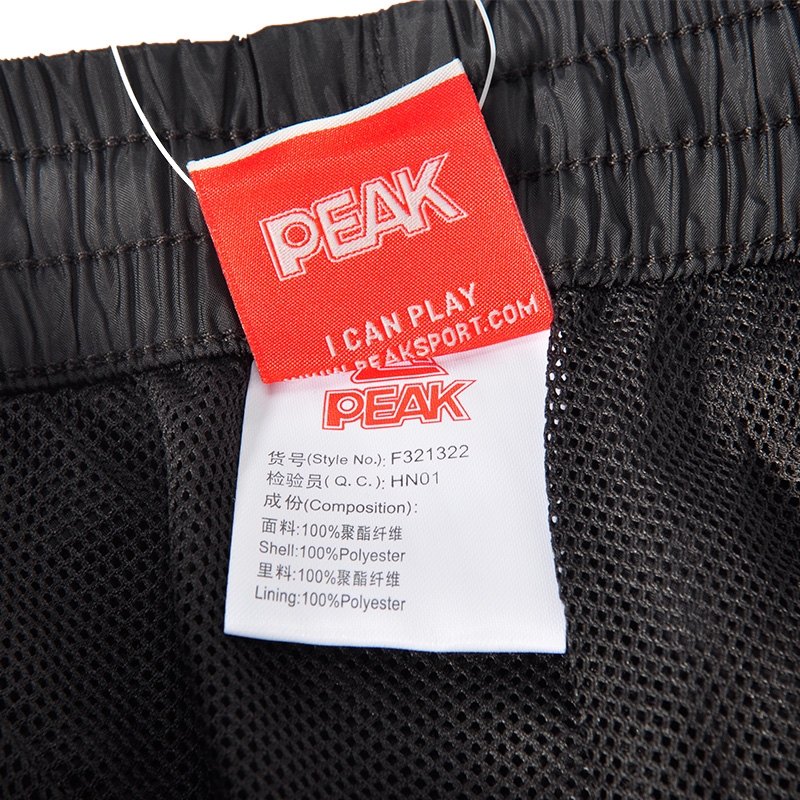 PEAK
I CAN PLAY
WWW.PEAKSPORT.COM
PEAK
货号(Style No.): F321322
检验员(Q.C.): HN01
成份(Composition):
面料:100%聚酯纤维
Shell:100%Polyester
里料:100%聚酯纤维
Lining:100%Polyester